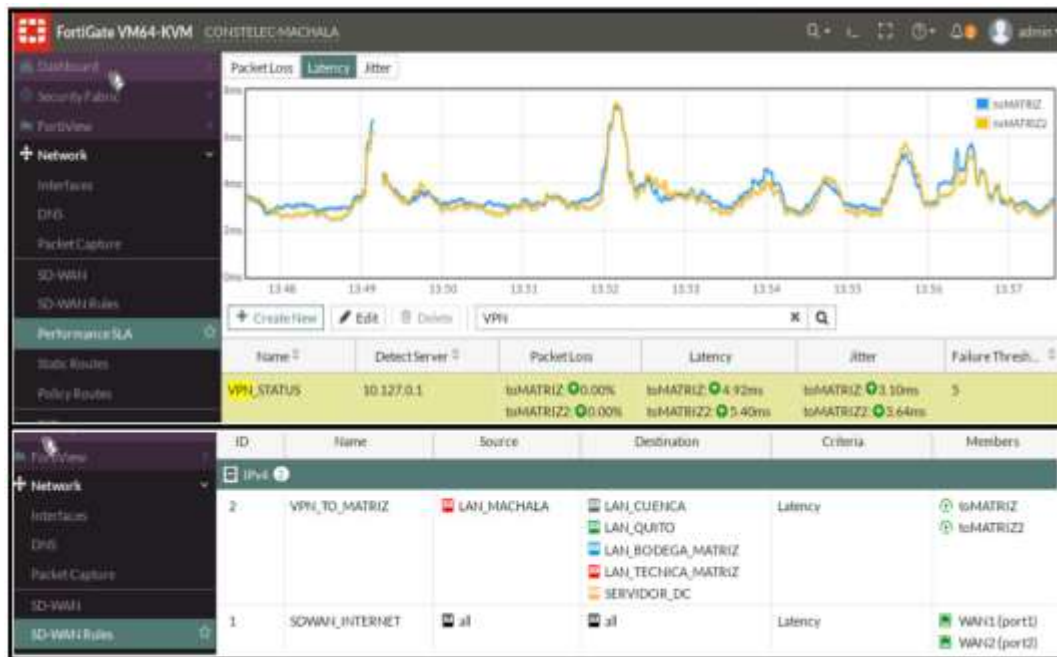 FortiGate VM64-KVM CONSTELEC-MACHALA
admin
Dashboard
Security Fabric
FortiView
Network
Interfaces
DNS
Packet Capture
SD-WAN
SD-WAN Rules
Performance SLA
Static Routes
Policy Routes
Packet Loss Latency Jitter
8ms
6ms
4ms
2ms
0ms
toMATRIZ
toMATRIZ2
13:48 13:49 13:50 13:51 13:52 13:53 13:54 13:55 13:56 13:57
+ Create New Edit Delete VPN
Name Detect Server Packet Loss Latency Jitter Failure Thresh...
VPN_STATUS 10.127.0.1 toMATRIZ: 0.00% toMATRIZ: 4.92ms toMATRIZ: 3.10ms 5
toMATRIZ2: 0.00% toMATRIZ2: 5.40ms toMATRIZ2: 3.64ms
FortiView
Network
Interfaces
DNS
Packet Capture
SD-WAN
SD-WAN Rules
ID Name Source Destination Criteria Members
IPv4
2 VPN_TO_MATRIZ LAN_MACHALA LAN_CUENCA Latency toMATRIZ
LAN_QUITO toMATRIZ2
LAN_BODEGA_MATRIZ
LAN_TECNICA_MATRIZ
SERVIDOR_DC
1 SDWAN_INTERNET all all Latency WAN1 (port1)
WAN2 (port2)